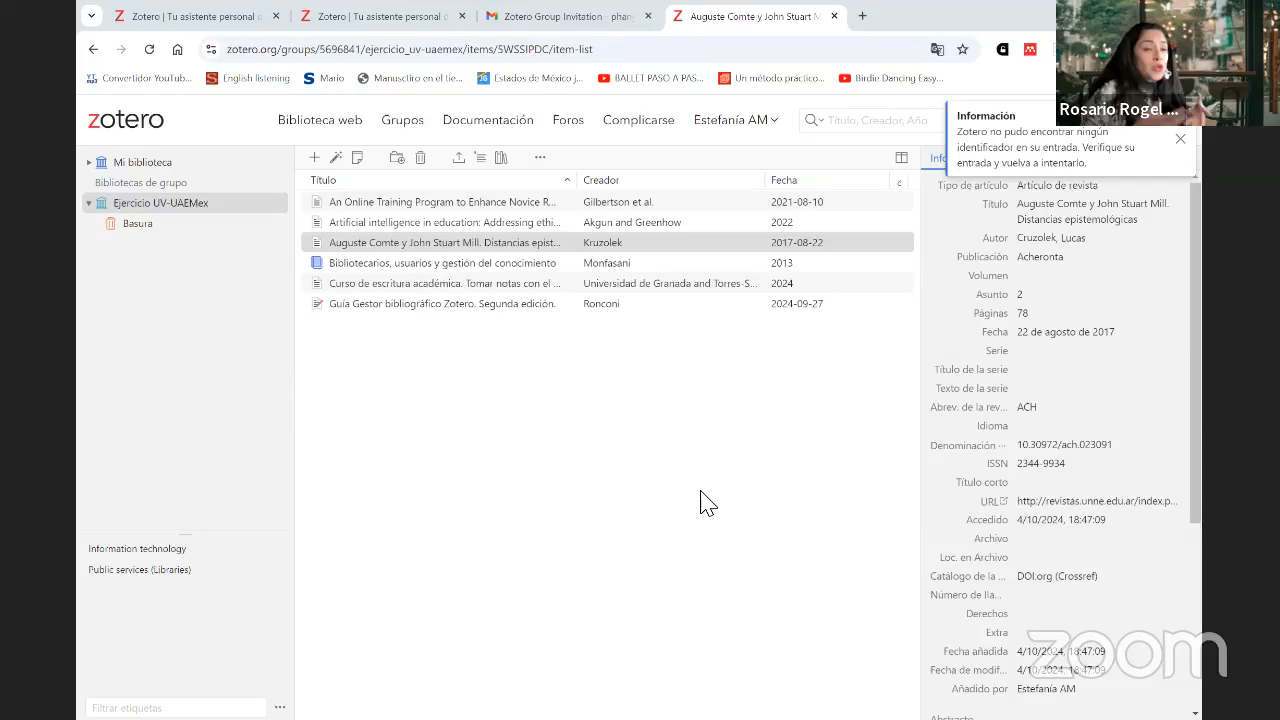 Zotero | Tu asistente personal d
Zotero | Tu asistente personal d
Zotero Group Invitation - phan
Auguste Comte y John Stuart M
zotero.org/groups/5696841/ejercicio_uv-uaemex/items/5WSSIPDC/item-list
Convertidor YouTube...
English listening
Mario
Manuscritto en el m...
Estados de México j...
BALLET PASO A PAS...
Un método práctico...
Birdie Dancing Easy...
Rosario Rogel ...
zotero
Biblioteca web
Grupos
Documentación
Foros
Complicarse
Estefanía AM
Título, Creador, Año
Información
Zotero no pudo encontrar ningún
identificador en su entrada. Verifique su
entrada y vuelva a intentarlo.
Mi biblioteca
Bibliotecas de grupo
Ejercicio UV-UAEMex
Basura
Título
Creador
Fecha
An Online Training Program to Enhance Novice R...
Gilbertson et al.
2021-08-10
Artificial intelligence in education: Addressing eth...
Akgun and Greenhow
2022
Auguste Comte y John Stuart Mill. Distancias epist...
Kruzolek
2017-08-22
Bibliotecarios, usuarios y gestión del conocimiento
Monfasani
2013
Curso de escritura académica. Tomar notas con el ...
Universidad de Granada and Torres-S...
2024
Guía Gestor bibliográfico Zotero. Segunda edición.
Ronconi
2024-09-27
Tipo de artículo
Artículo de revista
Título
Auguste Comte y John Stuart Mill.
Distancias epistemológicas
Autor
Cruzolek, Lucas
Publicación
Acheronta
Volumen
Asunto
2
Páginas
78
Fecha
22 de agosto de 2017
Serie
Título de la serie
Texto de la serie
Abrev. de la rev...
ACH
Idioma
Denominación ...
10.30972/ach.023091
ISSN
2344-9934
Título corto
URL
http://revistas.unne.edu.ar/index.p...
Accedido
4/10/2024, 18:47:09
Archivo
Loc. en Archivo
Catálogo de la ...
DOI.org (Crossref)
Número de lla...
Derechos
Extra
Fecha añadida
4/10/2024, 18:47:09
Fecha de modif...
4/10/2024, 18:47:09
Añadido por
Estefanía AM
Abstracto
Information technology
Public services (Libraries)
Filtrar etiquetas
zoom